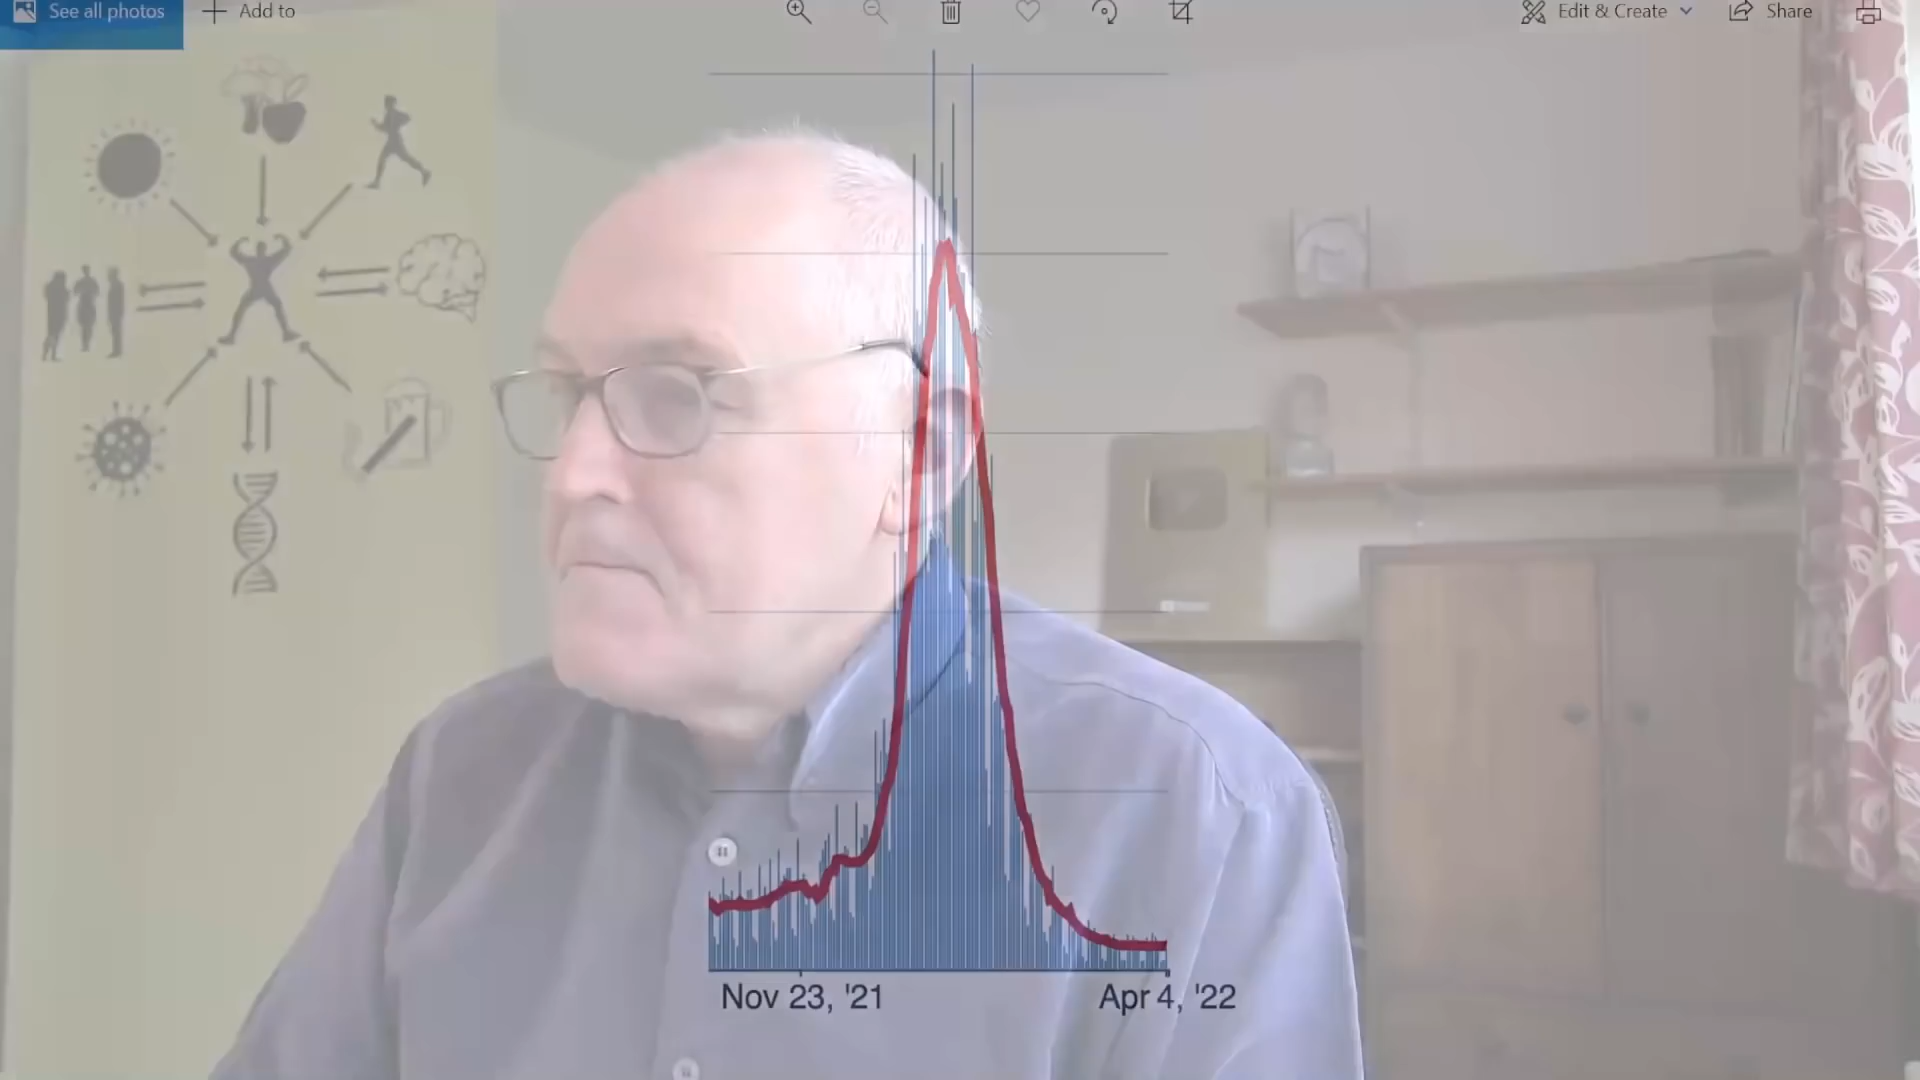 See all photos
Add to
Edit & Create
Share
Nov 23, '21
Apr 4, '22